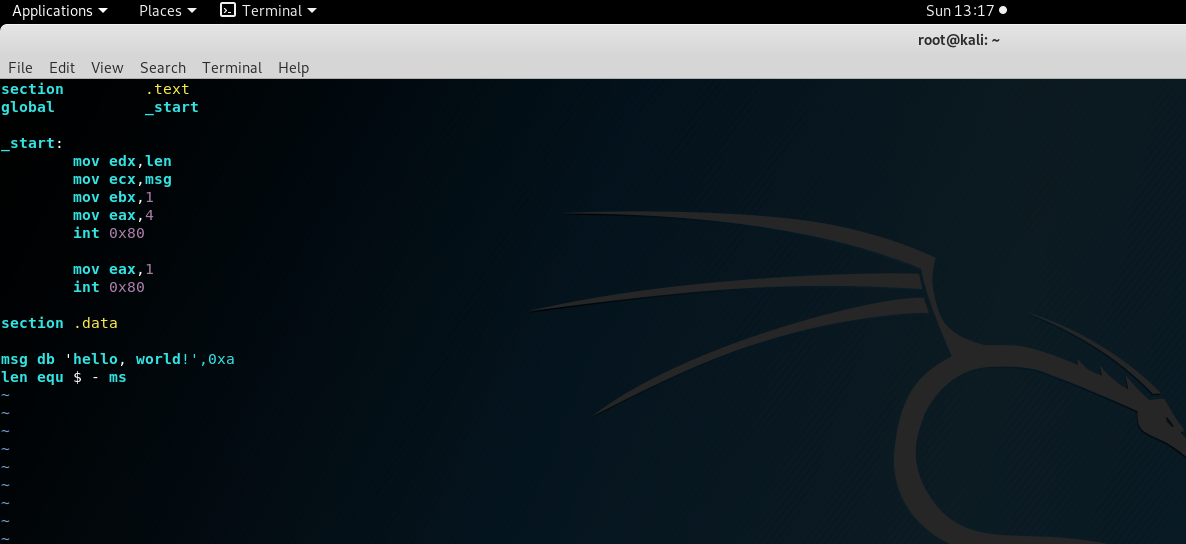 Applications Places Terminal Sun 13:17
root@kali: ~
File Edit View Search Terminal Help
section         .text
global          _start
_start:
        mov edx,len
        mov ecx,msg
        mov ebx,1
        mov eax,4
        int 0x80
        mov eax,1
        int 0x80
section .data
msg db 'hello, world!',0xa
len equ $ - ms
~
~
~
~
~
~
~
~
~